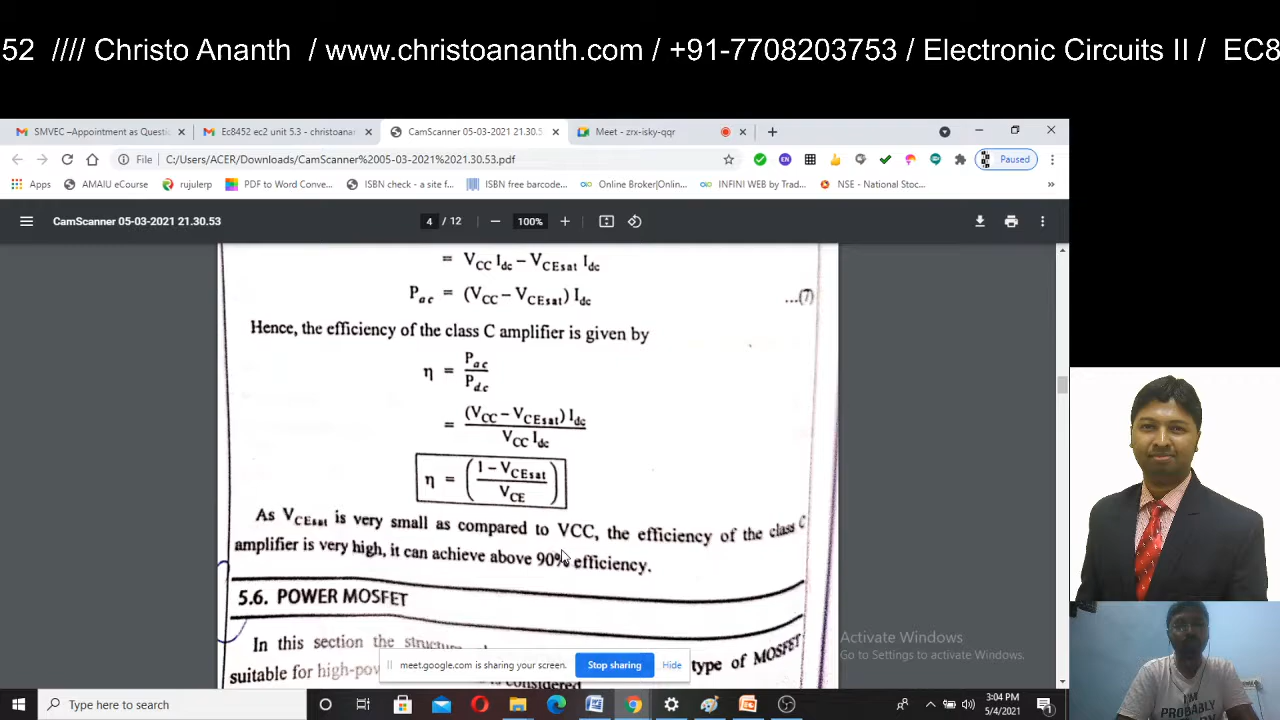 52 //// Christo Ananth / www.christoananth.com / +91-7708203753 / Electronic Circuits II / EC8
SMVEC –Appointment as Questi
Ec8452 ec2 unit 5.3 - christoanan
CamScanner 05-03-2021 21.30.5
Meet - zrx-isky-qqr
File C:/Users/ACER/Downloads/CamScanner%2005-03-2021%2021.30.53.pdf
Paused
Apps AMAIU eCourse rujulerp PDF to Word Conve... ISBN check - a site f... ISBN free barcode... Online Broker|Onlin... INFINI WEB by Trad... NSE - National Stoc...
CamScanner 05-03-2021 21.30.53 4 / 12 100%
= V_CC I_dc – V_CEsat I_dc
P_ac = (V_CC – V_CEsat) I_dc ...(7)
Hence, the efficiency of the class C amplifier is given by
η = P_ac / P_d.c
= (V_CC – V_CEsat) I_dc / V_CC I_dc
η = (1 – V_CEsat / V_CE)
As V_CEsat is very small as compared to VCC, the efficiency of the class C
amplifier is very high, it can achieve above 90% efficiency.
5.6. POWER MOSFET
In this section the type of MOSFET
suitable for is considered
meet.google.com is sharing your screen. Stop sharing Hide
Activate Windows
Go to Settings to activate Windows.
I'M
PROBABLY
Type here to search
3:04 PM
5/4/2021
1